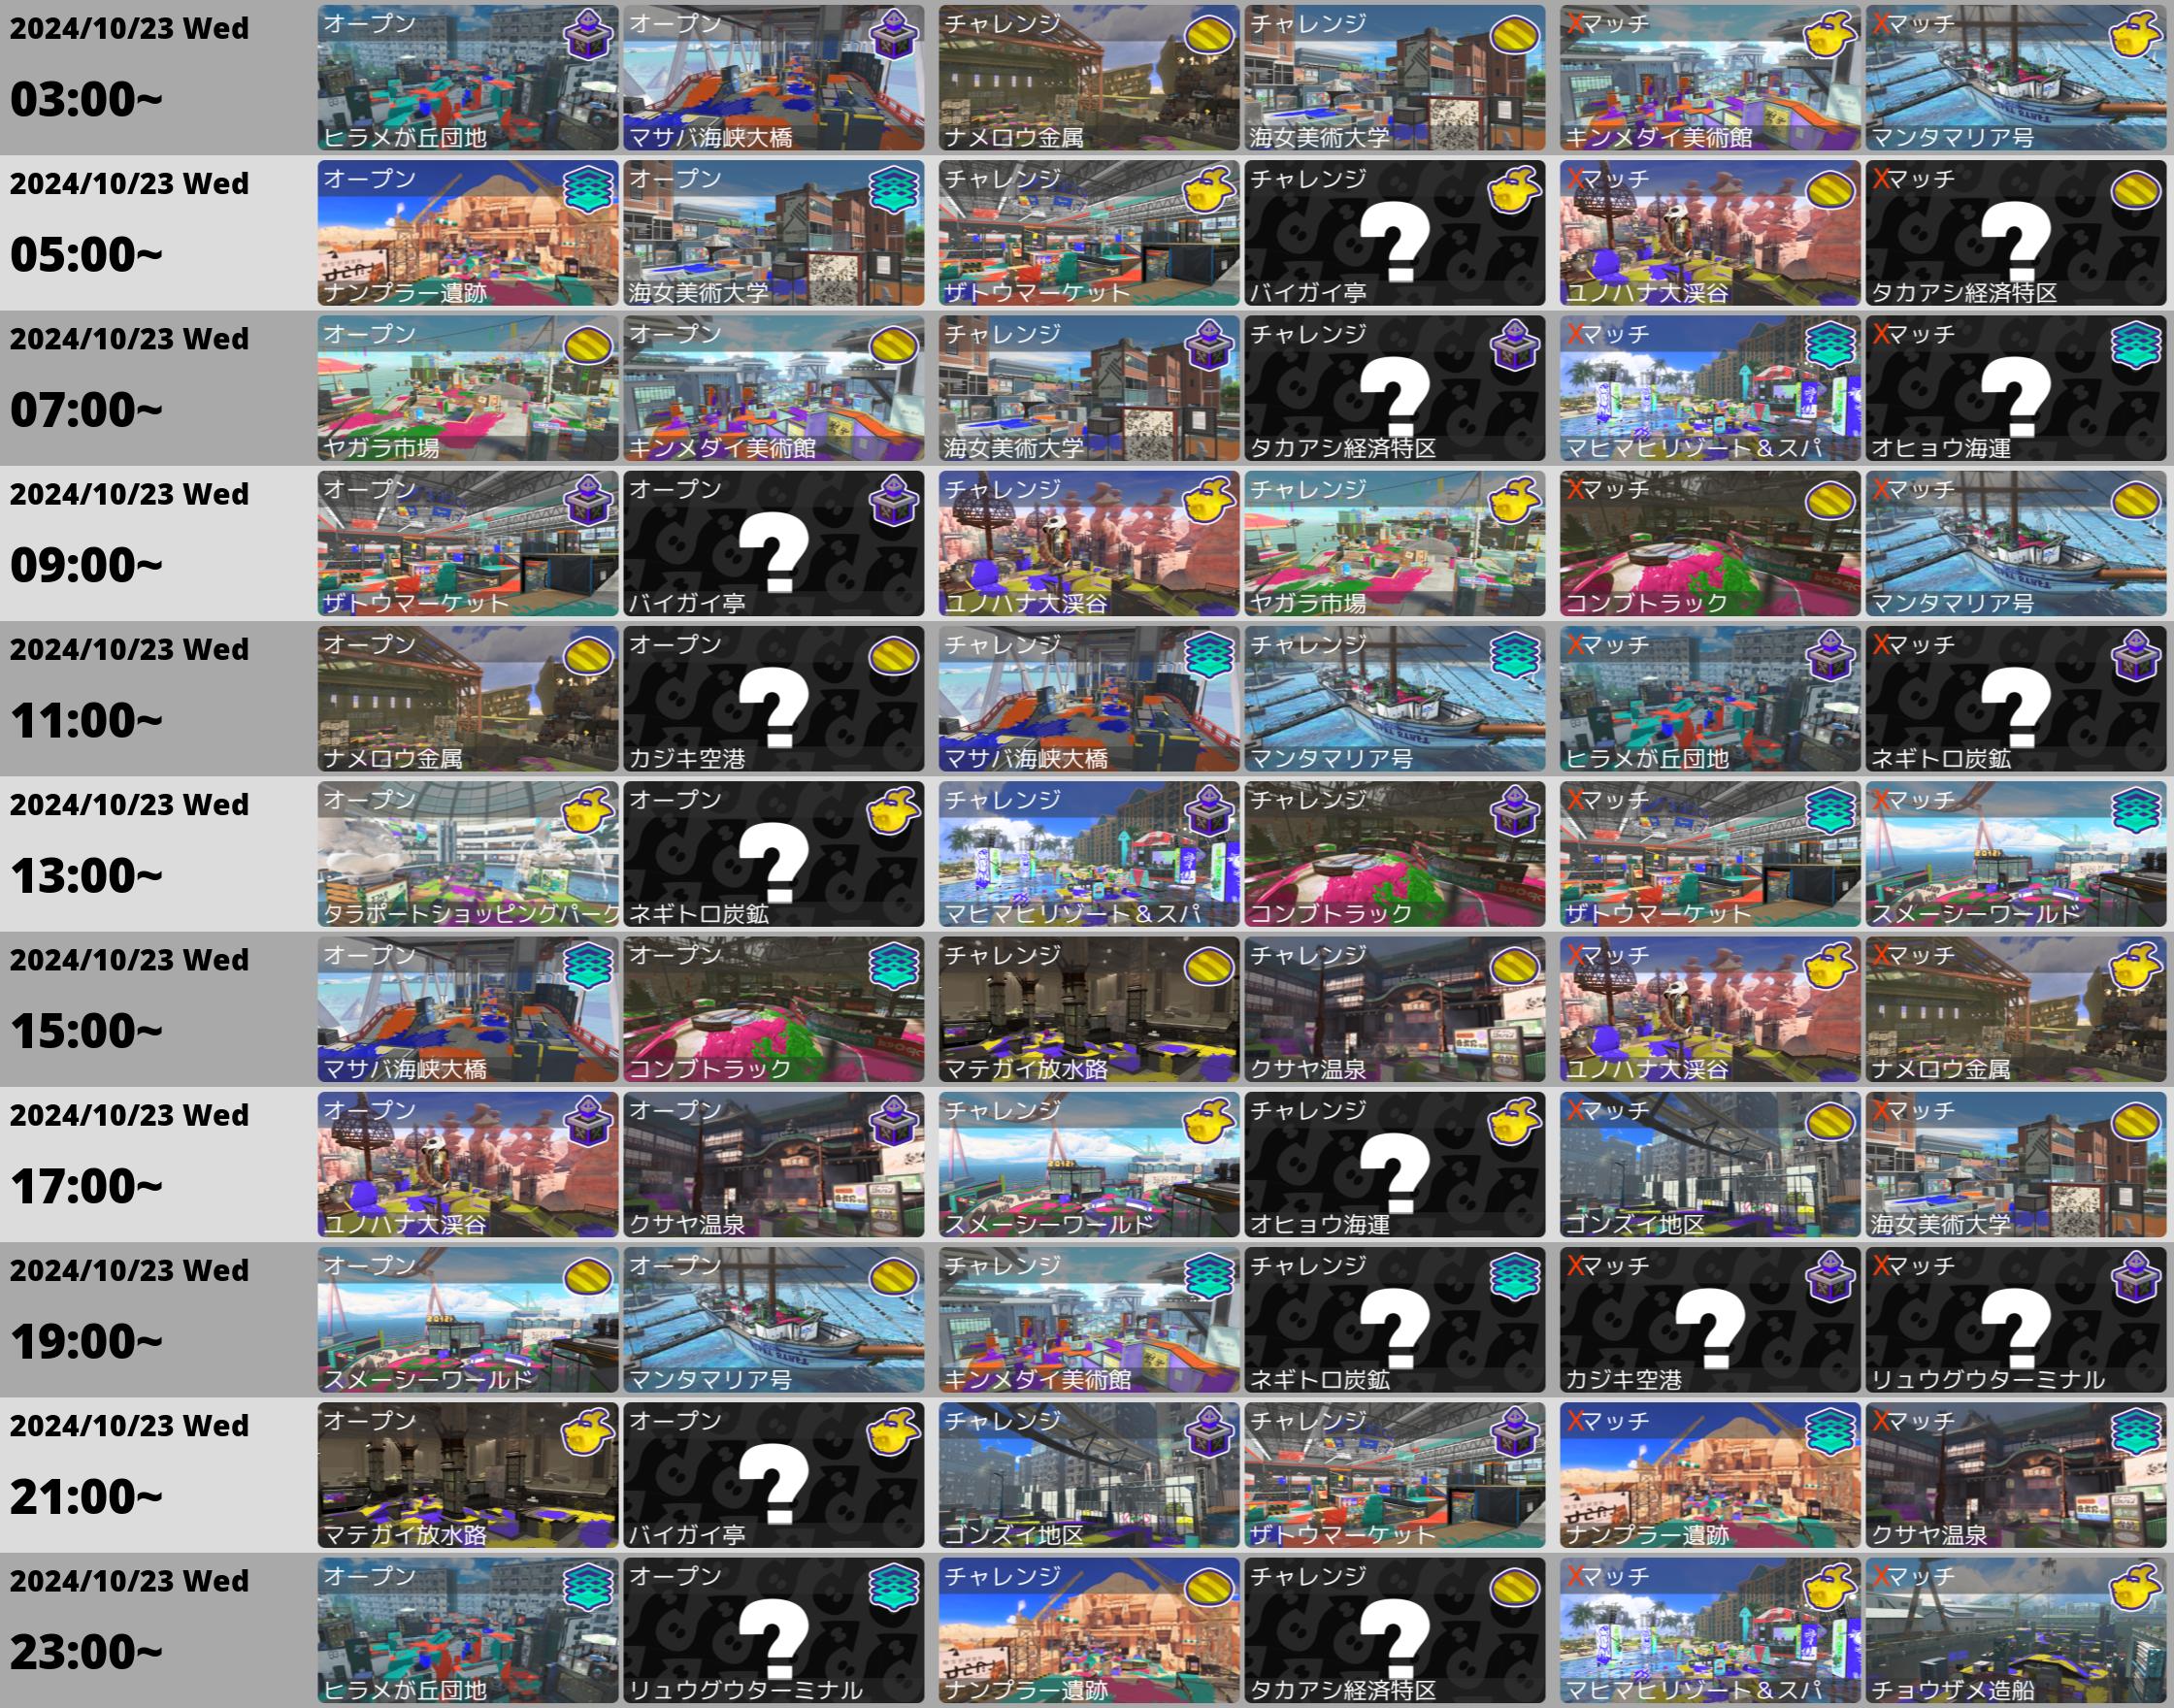 2024/10/23 Wed
03:00~
オープン
ヒラメが丘団地
オープン
マサバ海峡大橋
チャレンジ
ナメロウ金属
チャレンジ
海女美術大学
Xマッチ
キンメダイ美術館
Xマッチ
マンタマリア号
2024/10/23 Wed
05:00~
オープン
ナンプラー遺跡
オープン
海女美術大学
チャレンジ
ザトウマーケット
チャレンジ
?
バイガイ亭
Xマッチ
ユノハナ大渓谷
Xマッチ
?
タカアシ経済特区
2024/10/23 Wed
07:00~
オープン
ヤガラ市場
オープン
キンメダイ美術館
チャレンジ
海女美術大学
チャレンジ
?
タカアシ経済特区
Xマッチ
マヒマヒリゾート&スパ
Xマッチ
?
オヒョウ海運
2024/10/23 Wed
09:00~
オープン
ザトウマーケット
オープン
?
バイガイ亭
チャレンジ
ユノハナ大渓谷
チャレンジ
ヤガラ市場
Xマッチ
コンブトラック
Xマッチ
マンタマリア号
2024/10/23 Wed
11:00~
オープン
ナメロウ金属
オープン
?
カジキ空港
チャレンジ
マサバ海峡大橋
チャレンジ
マンタマリア号
Xマッチ
ヒラメが丘団地
Xマッチ
?
ネギトロ炭鉱
2024/10/23 Wed
13:00~
オープン
タラポートショッピングパーク
オープン
?
ネギトロ炭鉱
チャレンジ
マヒマヒリゾート&スパ
チャレンジ
コンブトラック
Xマッチ
ザトウマーケット
Xマッチ
スメーシーワールド
2024/10/23 Wed
15:00~
オープン
マサバ海峡大橋
オープン
コンブトラック
チャレンジ
マテガイ放水路
チャレンジ
クサヤ温泉
Xマッチ
ユノハナ大渓谷
Xマッチ
ナメロウ金属
2024/10/23 Wed
17:00~
オープン
ユノハナ大渓谷
オープン
クサヤ温泉
チャレンジ
スメーシーワールド
チャレンジ
?
オヒョウ海運
Xマッチ
ゴンズイ地区
Xマッチ
海女美術大学
2024/10/23 Wed
19:00~
オープン
スメーシーワールド
オープン
マンタマリア号
チャレンジ
キンメダイ美術館
チャレンジ
?
ネギトロ炭鉱
Xマッチ
?
カジキ空港
Xマッチ
?
リュウグウターミナル
2024/10/23 Wed
21:00~
オープン
マテガイ放水路
オープン
?
バイガイ亭
チャレンジ
ゴンズイ地区
チャレンジ
ザトウマーケット
Xマッチ
ナンプラー遺跡
Xマッチ
クサヤ温泉
2024/10/23 Wed
23:00~
オープン
ヒラメが丘団地
オープン
?
リュウグウターミナル
チャレンジ
ナンプラー遺跡
チャレンジ
?
タカアシ経済特区
Xマッチ
マヒマヒリゾート&スパ
Xマッチ
チョウザメ造船